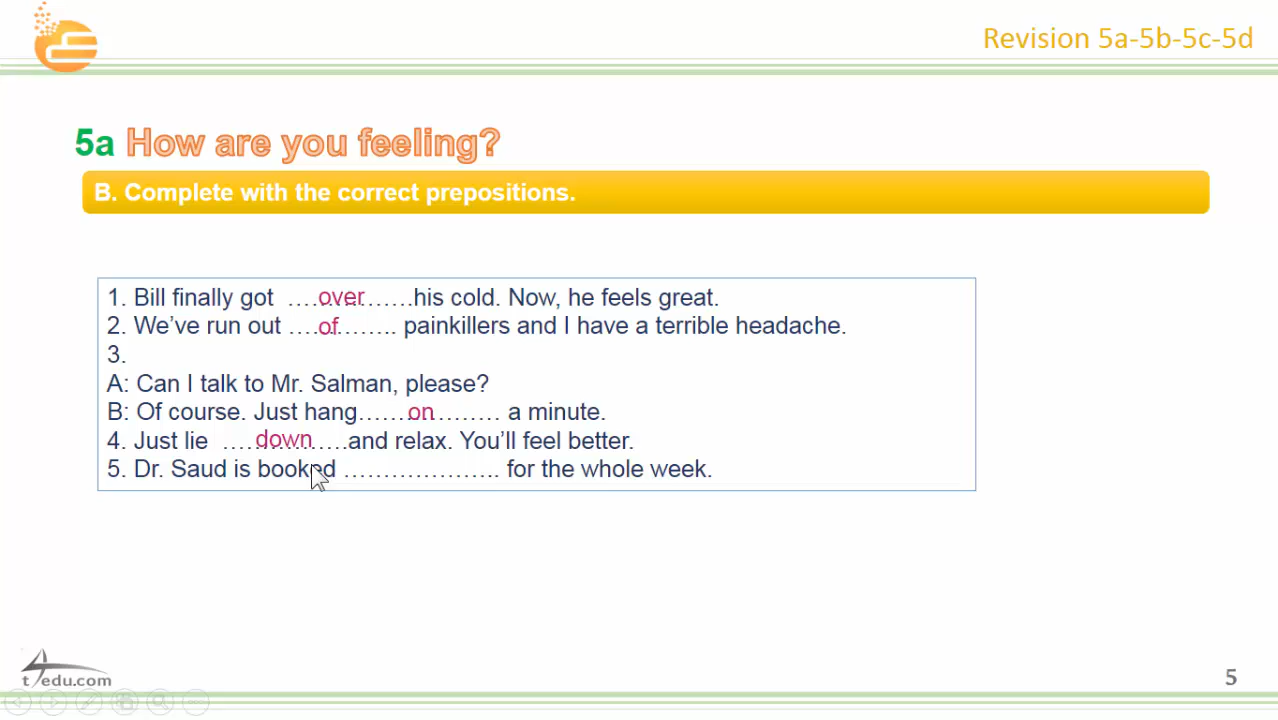 Revision 5a-5b-5c-5d
5a How are you feeling?
B. Complete with the correct prepositions.
1. Bill finally got ….over……his cold. Now, he feels great.
2. We’ve run out ….of…….. painkillers and I have a terrible headache.
3.
A: Can I talk to Mr. Salman, please?
B: Of course. Just hang……on……… a minute.
4. Just lie ….down…..and relax. You’ll feel better.
5. Dr. Saud is booked ……………….. for the whole week.
t4edu.com
5